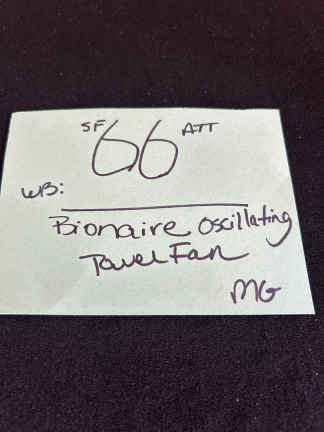 SF 66 ATT
WB:
Bionaire Oscillating
Tower Fan
MG